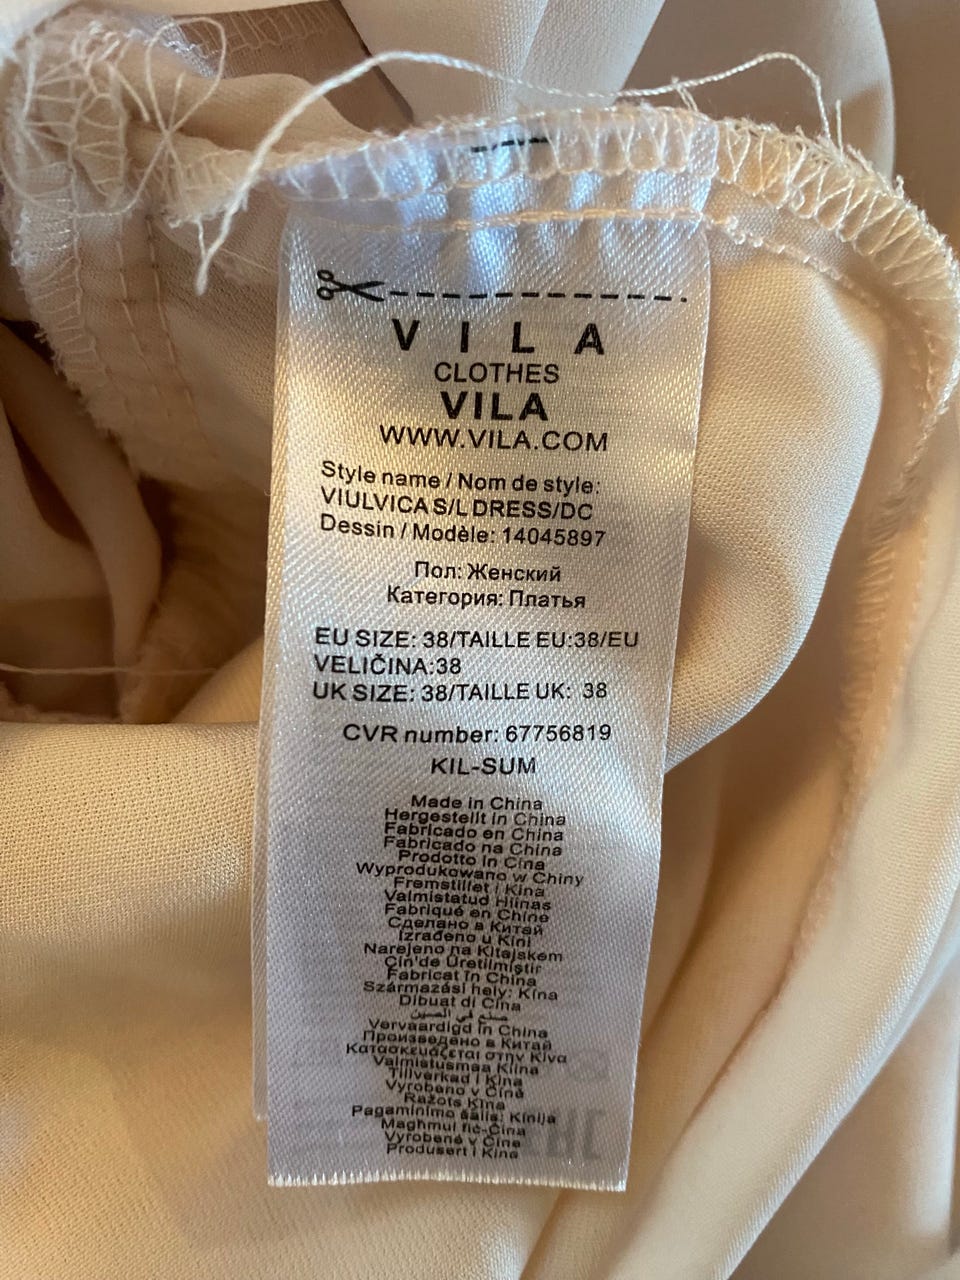 VILA
CLOTHES
VILA
WWW.VILA.COM
Style name / Nom de style:
VIULVICA S/L DRESS/DC
Dessin / Modèle: 14045897
Пол: Женский
Категория: Платья
EU SIZE: 38/TAILLE EU:38/EU
VELIČINA:38
UK SIZE: 38/TAILLE UK: 38
CVR number: 67756819
KIL-SUM
Made in China
Hergestellt in China
Fabricado en China
Fabricado na China
Prodotto in Cina
Wyprodukowano w Chiny
Fremstillet i Kina
Valmistatud Hiinas
Fabriqué en Chine
Сделано в Китай
Izrađeno u Kini
Narejeno na Kitajskem
Çin'de Üretilmiştir
Fabricat în China
Származási hely: Kína
Dibuat di Cina
صنع في الصين
Vervaardigd in China
Произведено в Китай
Κατασκευάζεται στην Κίνα
Valmistusmaa Kiina
Tillverkad i Kina
Vyrobeno v Číně
Ražots Ķīna
Pagaminimo šalis: Kinija
Magħmul fiċ-Ċina
Vyrobené v Číne
Produsert i Kina